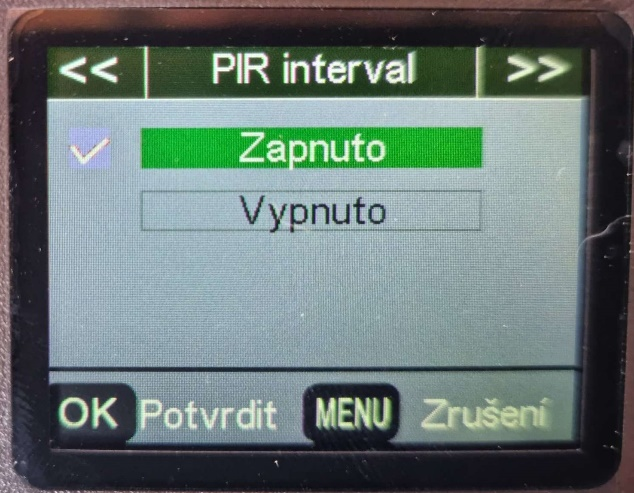 << PIR interval >>
Zapnuto
Vypnuto
OK Potvrdit MENU Zrušení